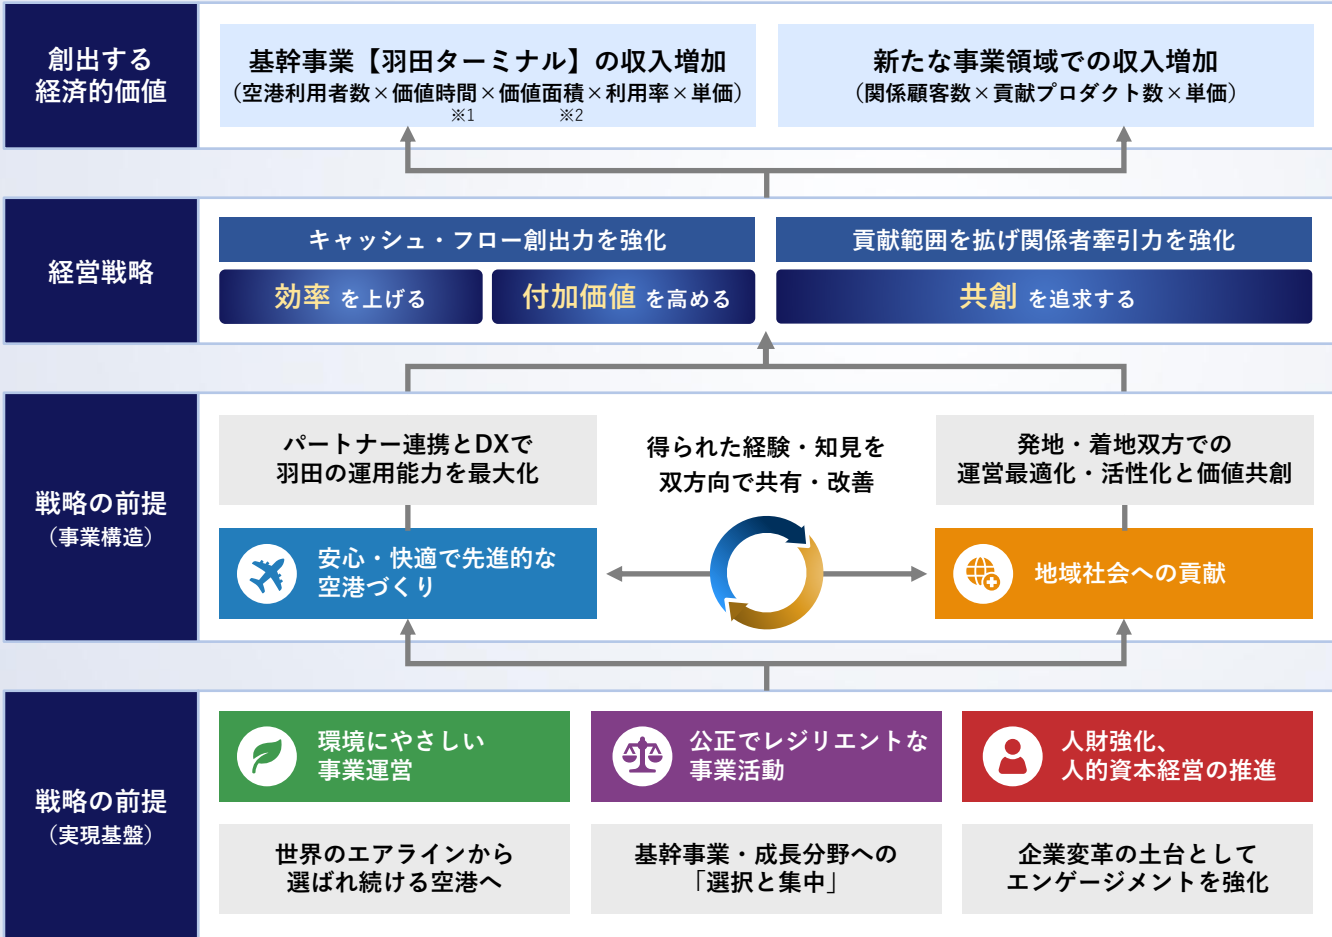 創出する
経済的価値
基幹事業【羽田ターミナル】の収入増加
（空港利用者数×価値時間×価値面積×利用率×単価）
※1
※2
新たな事業領域での収入増加
（関係顧客数×貢献プロダクト数×単価）
経営戦略
キャッシュ・フロー創出力を強化
効率 を上げる
付加価値 を高める
貢献範囲を拡げ関係者牽引力を強化
共創 を追求する
戦略の前提
（事業構造）
パートナー連携とDXで
羽田の運用能力を最大化
安心・快適で先進的な
空港づくり
得られた経験・知見を
双方向で共有・改善
発地・着地双方での
運営最適化・活性化と価値共創
地域社会への貢献
戦略の前提
（実現基盤）
環境にやさしい
事業運営
世界のエアラインから
選ばれ続ける空港へ
公正でレジリエントな
事業活動
基幹事業・成長分野への
「選択と集中」
人財強化、
人的資本経営の推進
企業変革の土台として
エンゲージメントを強化